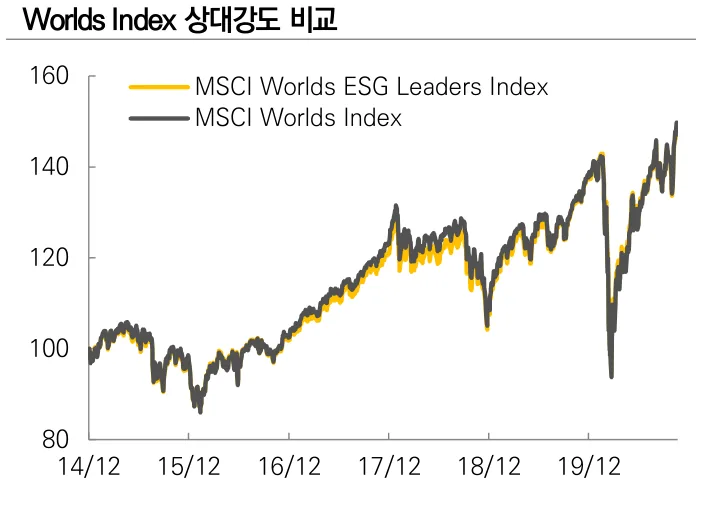 Worlds Index 상대강도 비교
160
MSCI Worlds ESG Leaders Index
MSCI Worlds Index
140
120
100
80
14/12 15/12 16/12 17/12 18/12 19/12